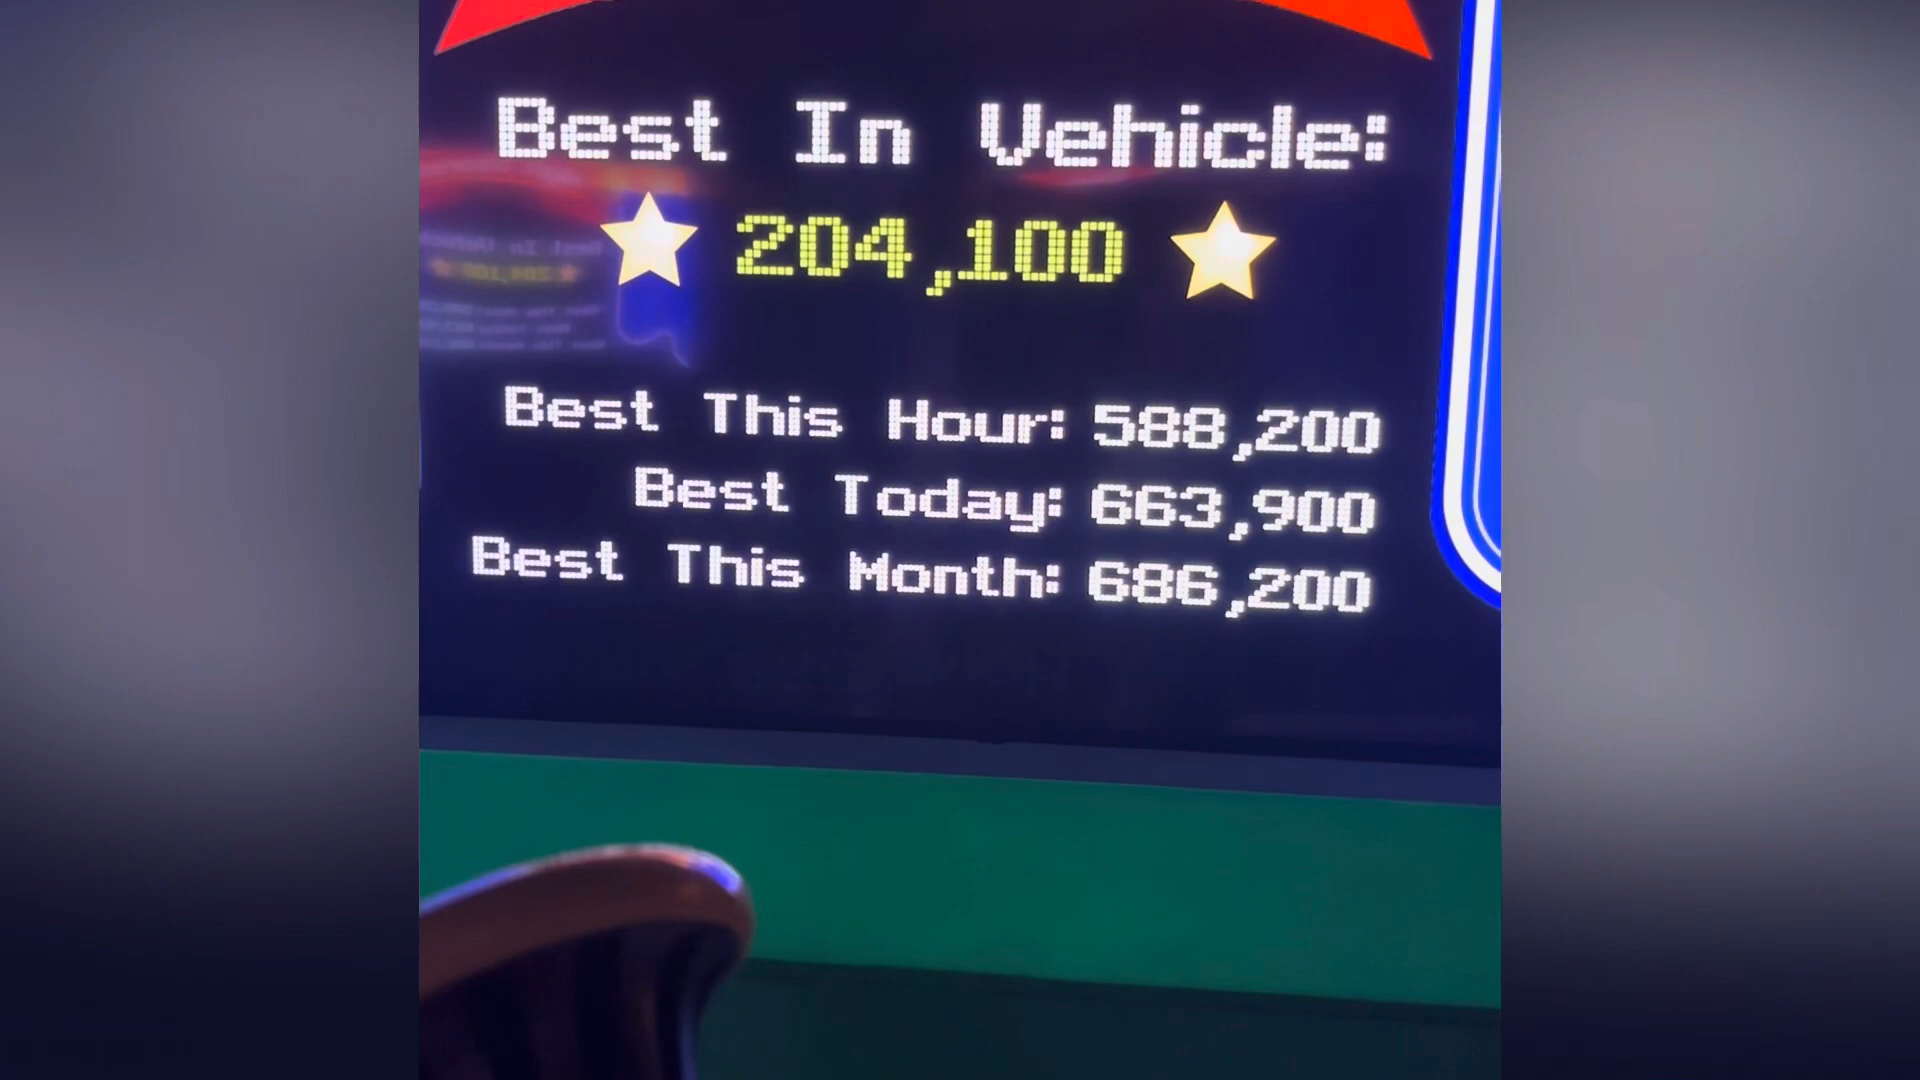 Best In Vehicle:
204,100
Best This Hour: 588,200
Best Today: 663,900
Best This Month: 686,200